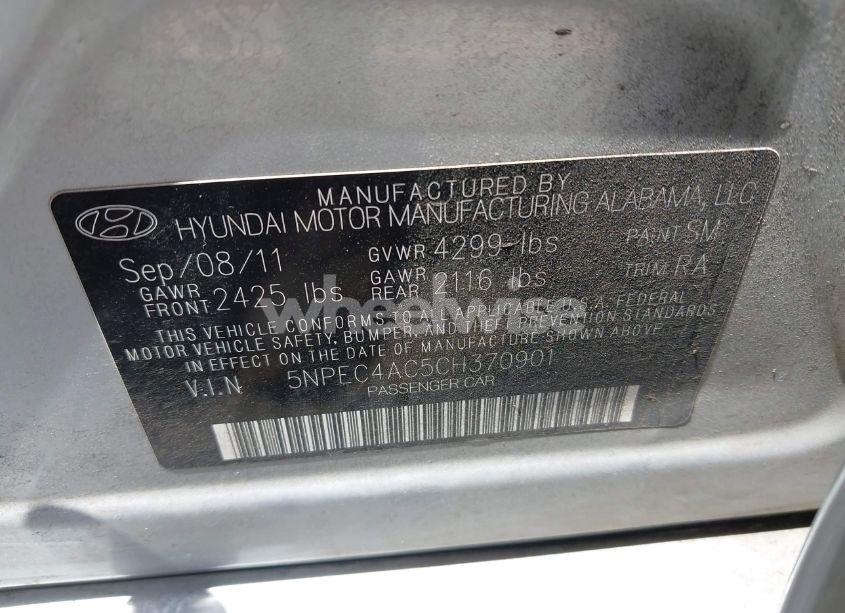 MANUFACTURED BY
HYUNDAI MOTOR MANUFACTURING ALABAMA, LLC
Sep/08/11 GVWR 4299 lbs PAINT SM
GAWR FRONT 2425 lbs GAWR REAR 2116 lbs TRIM RA
THIS VEHICLE CONFORMS TO ALL APPLICABLE U.S.A. FEDERAL
MOTOR VEHICLE SAFETY, BUMPER, AND THEFT PREVENTION STANDARDS
IN EFFECT ON THE DATE OF MANUFACTURE SHOWN ABOVE.
V.I.N 5NPEC4AC5CH370901
PASSENGER CAR
wheelwise